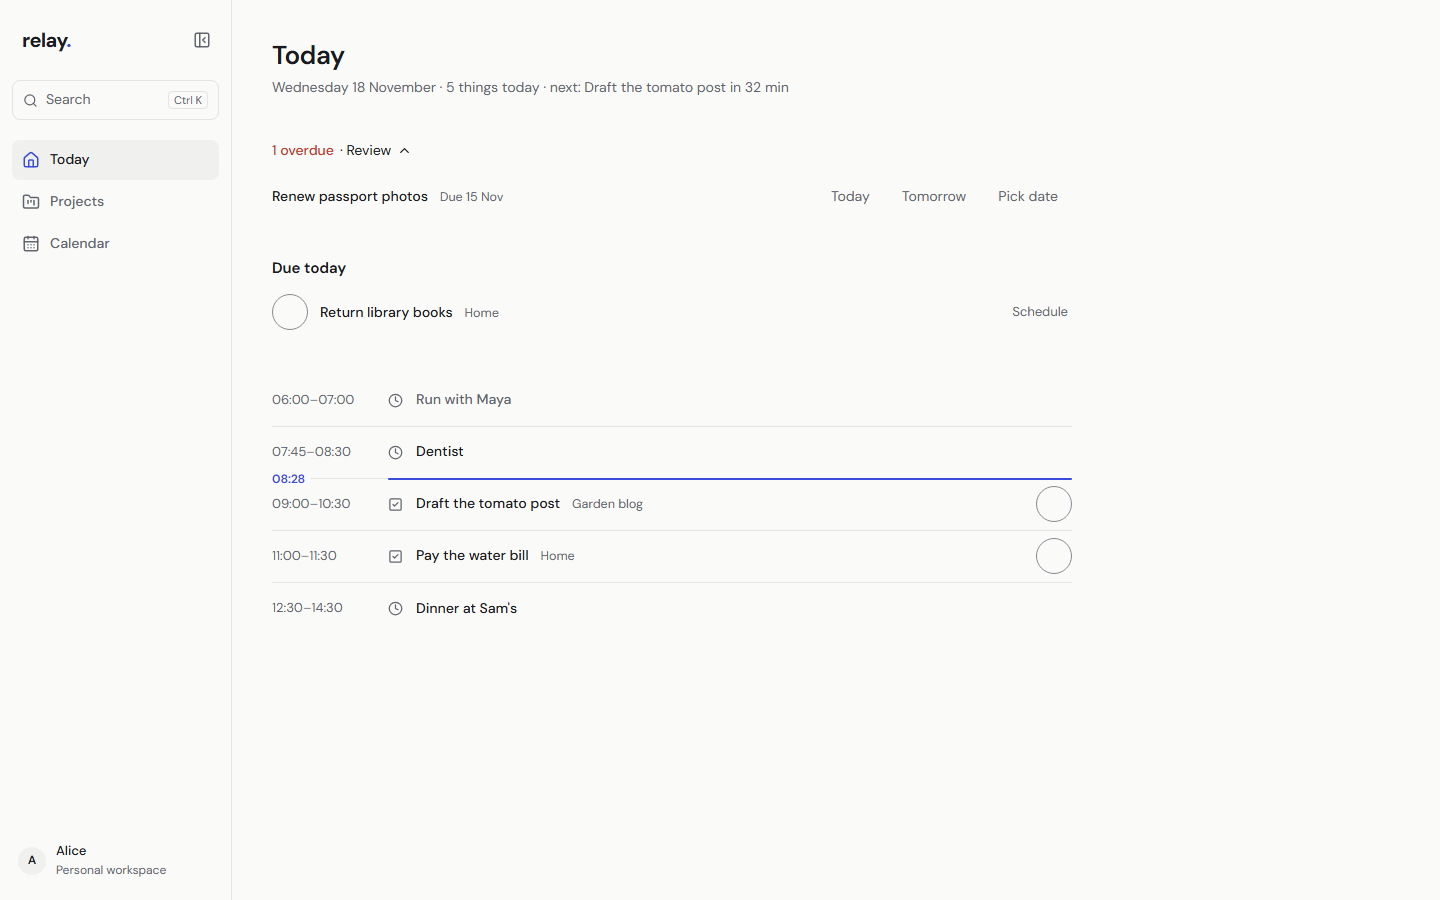 relay.
Search Ctrl K
Today
Projects
Calendar
A
Alice
Personal workspace
Today
Wednesday 18 November · 5 things today · next: Draft the tomato post in 32 min
1 overdue · Review
Renew passport photos Due 15 Nov Today Tomorrow Pick date
Due today
Return library books Home Schedule
06:00–07:00 Run with Maya
07:45–08:30 Dentist
08:28
09:00–10:30 Draft the tomato post Garden blog
11:00–11:30 Pay the water bill Home
12:30–14:30 Dinner at Sam's